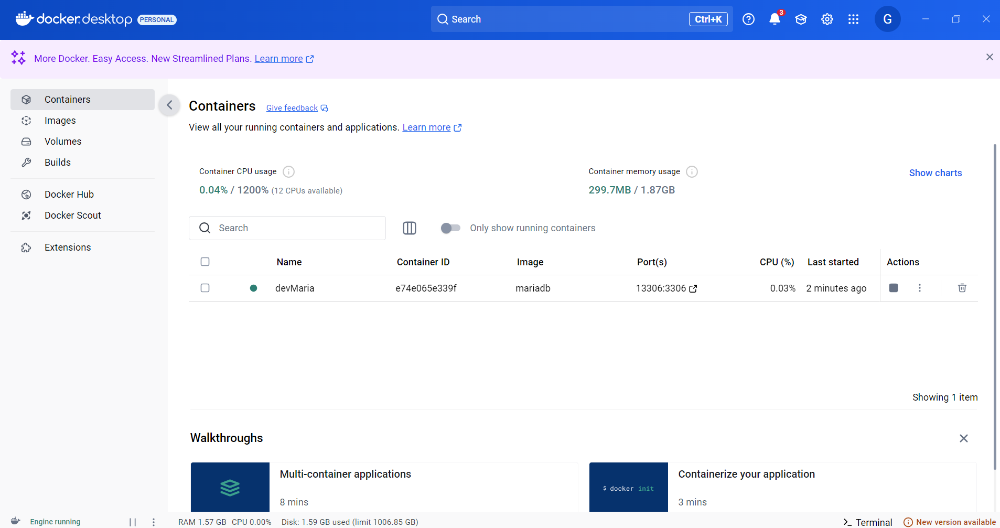 docker.desktop PERSONAL
Search Ctrl+K
3
G
More Docker. Easy Access. New Streamlined Plans. Learn more
Containers
Images
Volumes
Builds
Docker Hub
Docker Scout
Extensions
Containers Give feedback
View all your running containers and applications. Learn more
Container CPU usage
0.04% / 1200% (12 CPUs available)
Container memory usage
299.7MB / 1.87GB
Show charts
Search
Only show running containers
Name Container ID Image Port(s) CPU (%) Last started Actions
devMaria e74e065e339f mariadb 13306:3306 0.03% 2 minutes ago
Showing 1 item
Walkthroughs
Multi-container applications
8 mins
$ docker init
Containerize your application
3 mins
Engine running
RAM 1.57 GB CPU 0.00% Disk: 1.59 GB used (limit 1006.85 GB)
Terminal
New version available